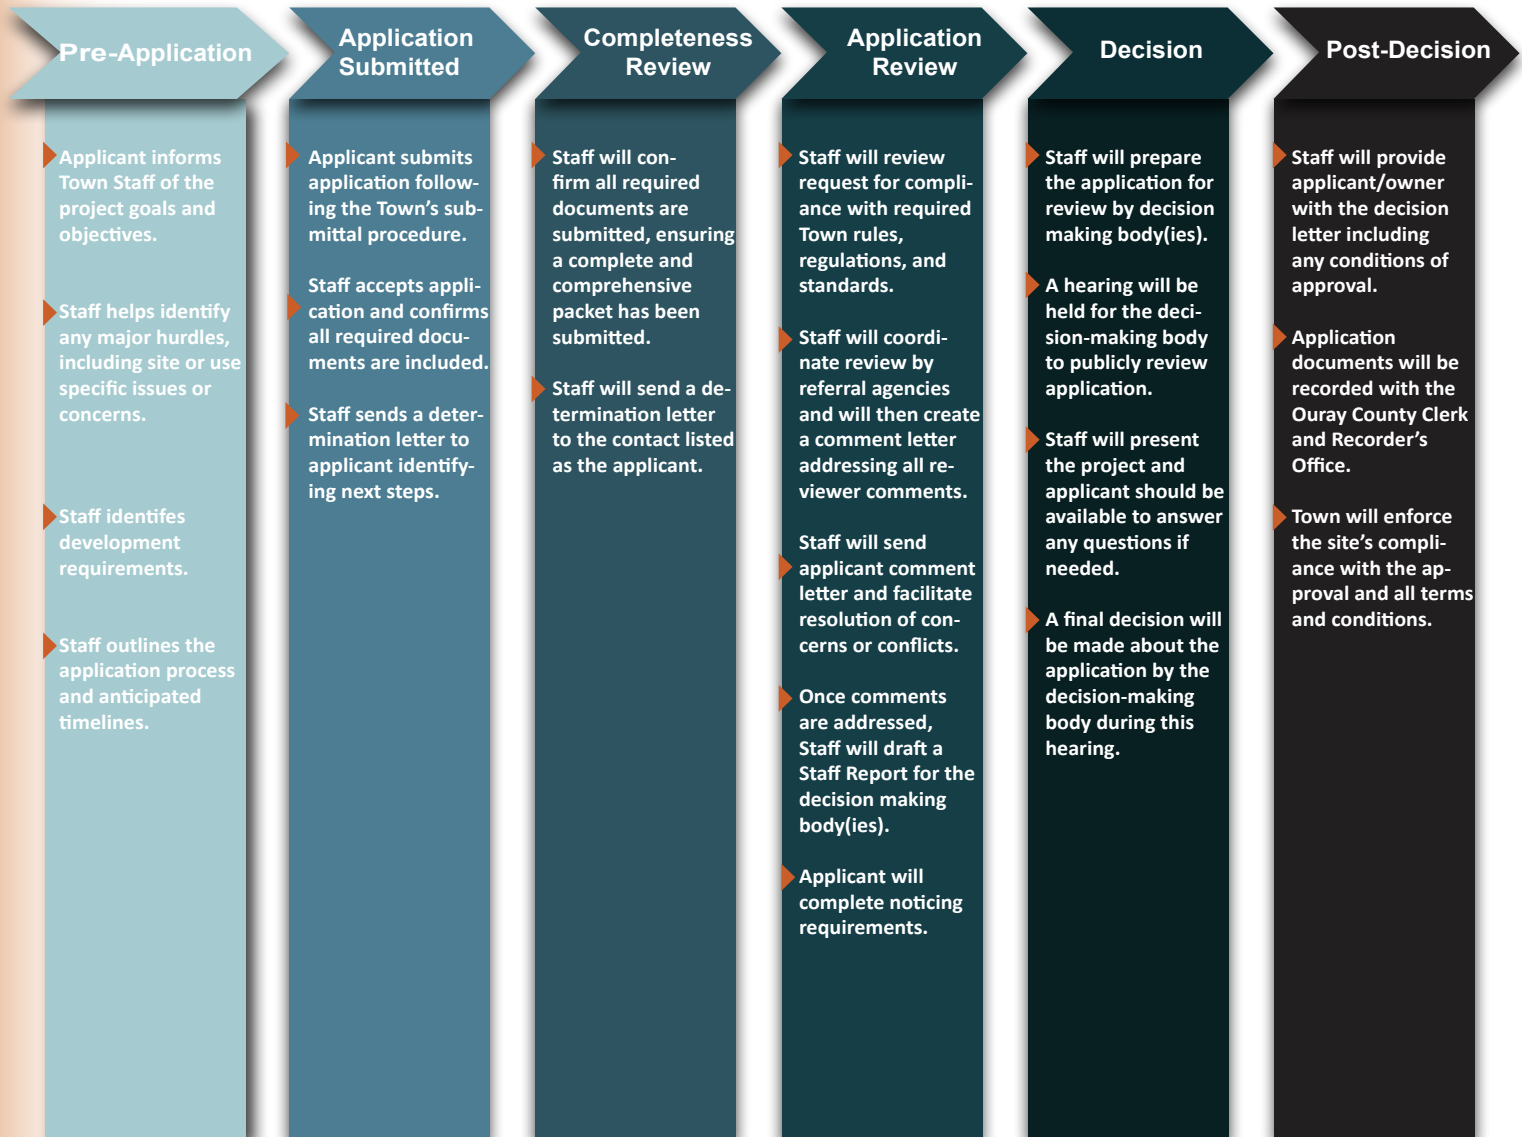 Pre-Application
Application
Submitted
Completeness
Review
Application
Review
Decision
Post-Decision
Applicant informs
Town Staff of the
project goals and
objectives.
Staff helps identify
any major hurdles,
including site or use
specific issues or
concerns.
Staff identifes
development
requirements.
Staff outlines the
application process
and anticipated
timelines.
Applicant submits
application follow-
ing the Town's sub-
mittal procedure.
Staff accepts appli-
cation and confirms
all required docu-
ments are included.
Staff sends a deter-
mination letter to
applicant identify-
ing next steps.
Staff will con-
firm all required
documents are
submitted, ensuring
a complete and
comprehensive
packet has been
submitted.
Staff will send a de-
termination letter
to the contact listed
as the applicant.
Staff will review
request for compli-
ance with required
Town rules,
regulations, and
standards.
Staff will coordi-
nate review by
referral agencies
and will then create
a comment letter
addressing all re-
viewer comments.
Staff will send
applicant comment
letter and facilitate
resolution of con-
cerns or conflicts.
Once comments
are addressed,
Staff will draft a
Staff Report for the
decision making
body(ies).
Applicant will
complete noticing
requirements.
Staff will prepare
the application for
review by decision
making body(ies).
A hearing will be
held for the deci-
sion-making body
to publicly review
application.
Staff will present
the project and
applicant should be
available to answer
any questions if
needed.
A final decision will
be made about the
application by the
decision-making
body during this
hearing.
Staff will provide
applicant/owner
with the decision
letter including
any conditions of
approval.
Application
documents will be
recorded with the
Ouray County Clerk
and Recorder's
Office.
Town will enforce
the site's compli-
ance with the ap-
proval and all terms
and conditions.